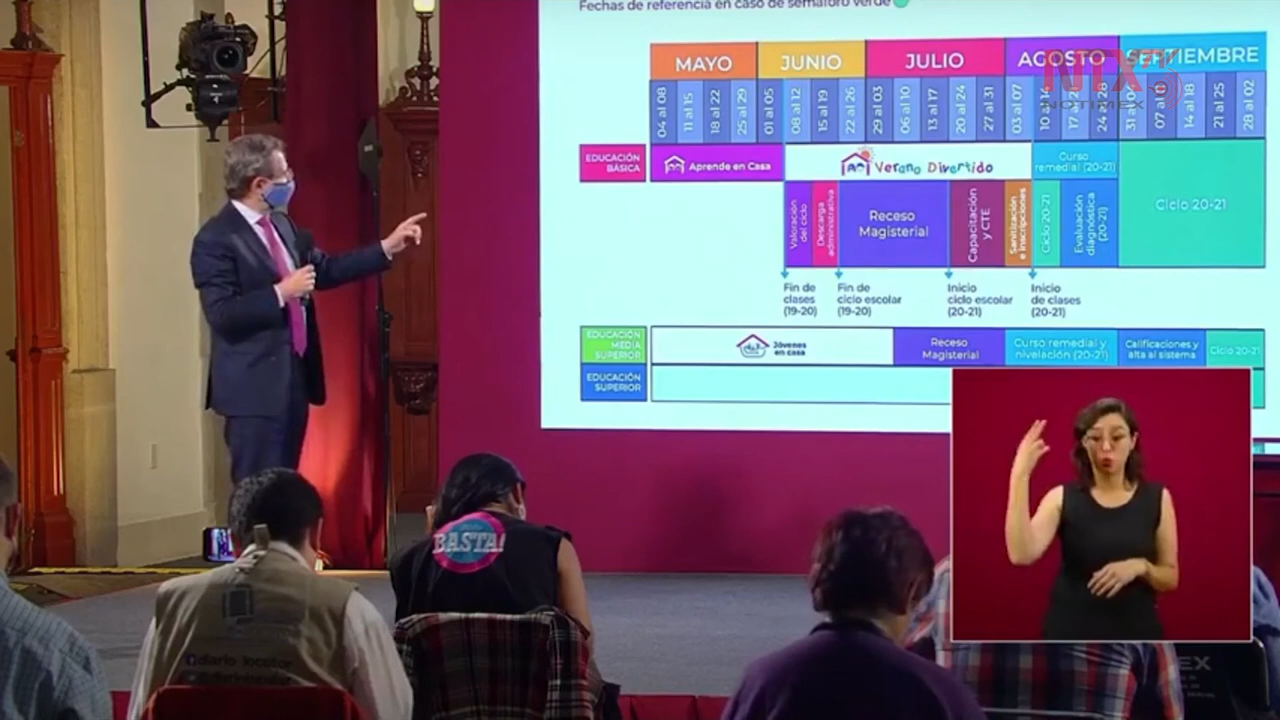 Fechas de referencia en caso de semáforo verde
MAYO
JUNIO
JULIO
AGOSTO
SEPTIEMBRE
NTX
NOTIMEX
04 al 08
11 al 15
18 al 22
25 al 29
01 al 05
08 al 12
15 al 19
22 al 26
29 al 03
06 al 10
13 al 17
20 al 24
27 al 31
03 al 07
10 al 14
17 al 21
24 al 28
31 al 04
07 al 11
14 al 18
21 al 25
28 al 02
EDUCACIÓN
BÁSICA
Aprende en Casa
Verano Divertido
Curso
remedial (20-21)
Ciclo 20-21
Valoración
del ciclo
Descarga
administrativa
Receso
Magisterial
Capacitación
y CTE
Sanitización
e inscripciones
Ciclo 20-21
Evaluación
diagnóstica
(20-21)
Fin de
clases
(19-20)
Fin de
ciclo escolar
(19-20)
Inicio
ciclo escolar
(20-21)
Inicio
de clases
(20-21)
EDUCACIÓN
MEDIA
SUPERIOR
Jóvenes
en casa
Receso
Magisterial
Curso remedial y
nivelación (20-21)
Calificaciones y
alta al sistema
Ciclo 20-21
EDUCACIÓN
SUPERIOR
BASTA!
diario_locutor